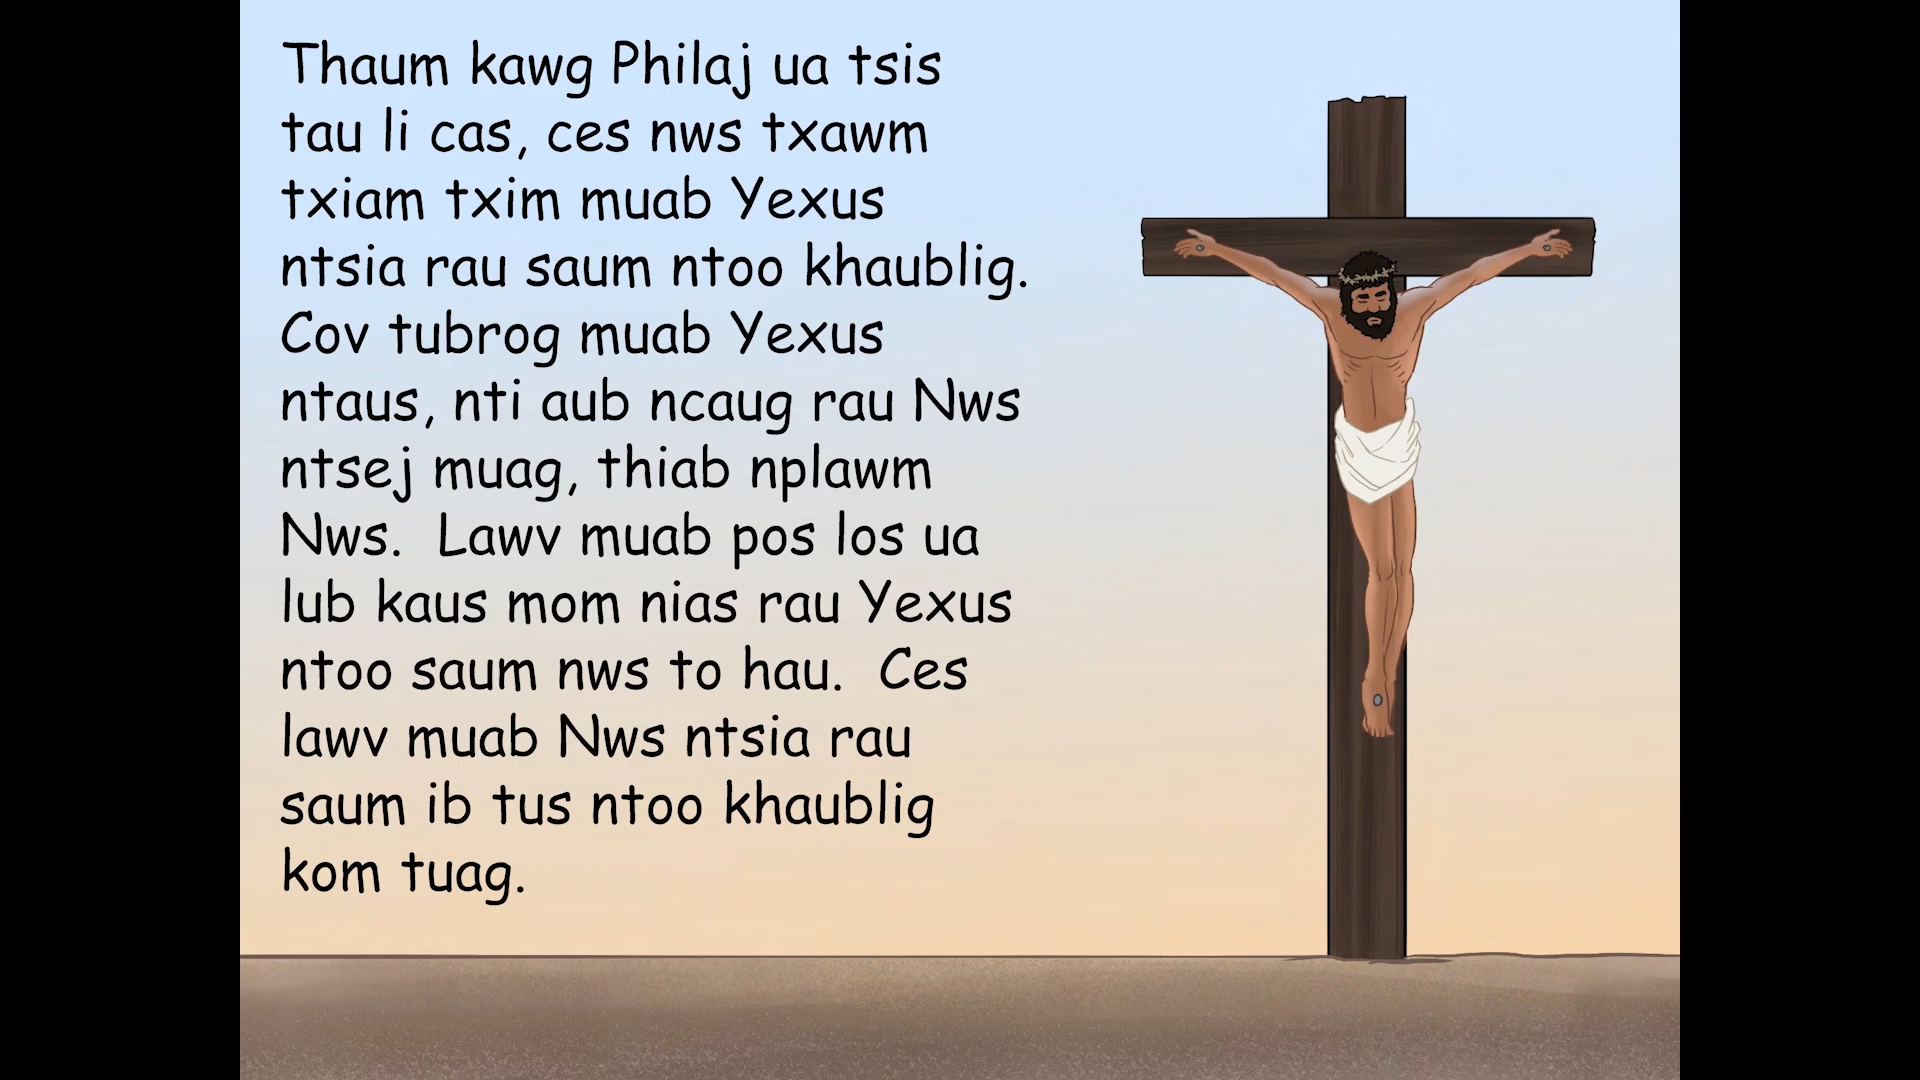 Thaum kawg Philaj ua tsis
tau li cas, ces nws txawm
txiam txim muab Yexus
ntsia rau saum ntoo khaublig.
Cov tubrog muab Yexus
ntaus, nti aub ncaug rau Nws
ntsej muag, thiab nplawm
Nws.  Lawv muab pos los ua
lub kaus mom nias rau Yexus
ntoo saum nws to hau.  Ces
lawv muab Nws ntsia rau
saum ib tus ntoo khaublig
kom tuag.